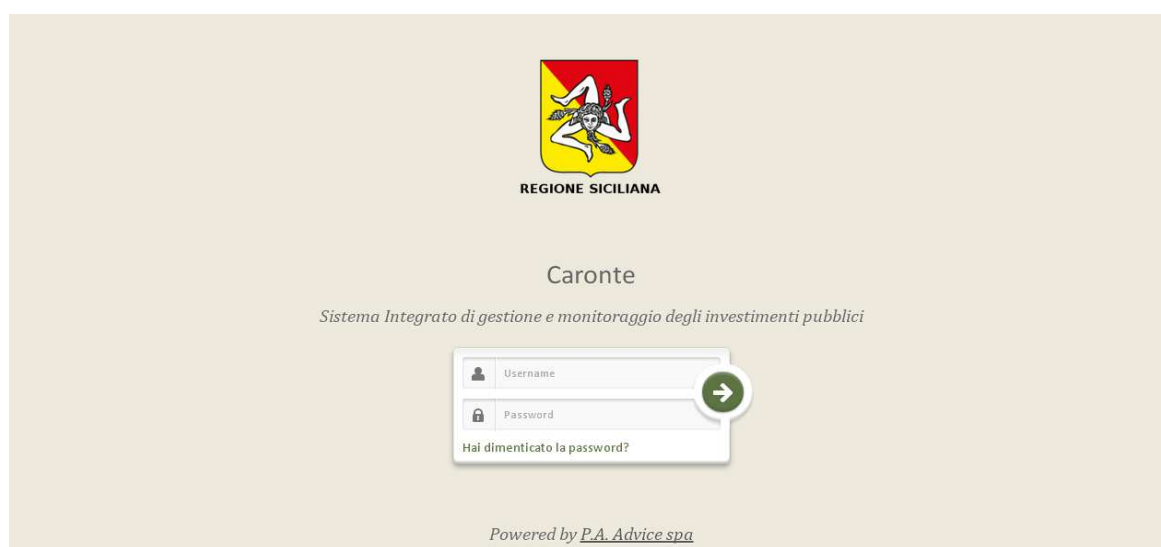 REGIONE SICILIANA
Caronte
Sistema Integrato di gestione e monitoraggio degli investimenti pubblici
Username
Password
Hai dimenticato la password?
Powered by P.A. Advice spa